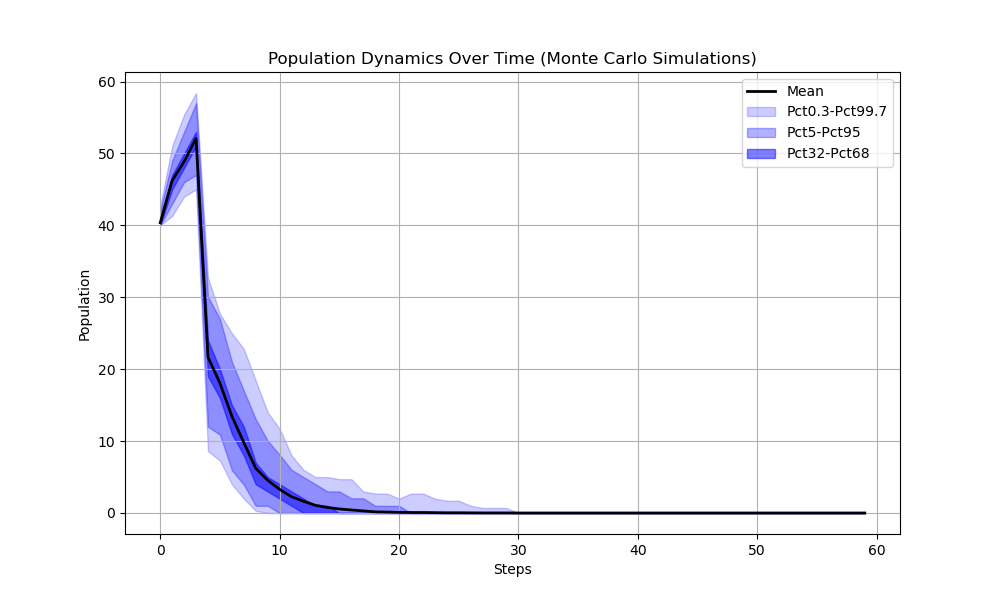 Population Dynamics Over Time (Monte Carlo Simulations)
60
50
40
30
20
10
0
Population
Mean
Pct0.3-Pct99.7
Pct5-Pct95
Pct32-Pct68
0 10 20 30 40 50 60
Steps